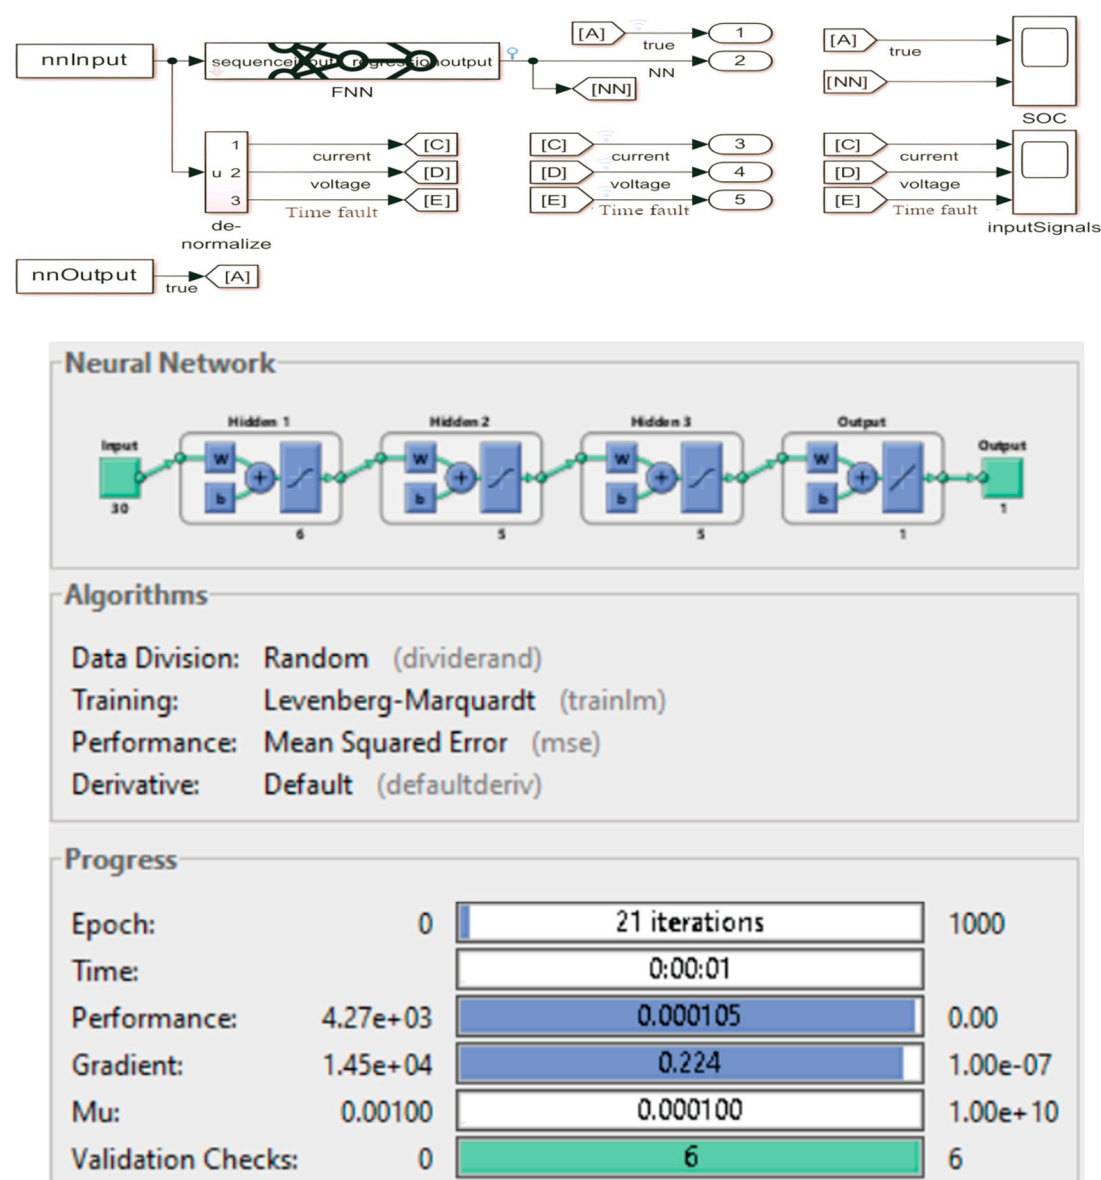 nnInput
sequenceinput regressionoutput
FNN
[A]
true
1
NN
2
[NN]
[A]
true
[NN]
SOC
u
1
current
[C]
2
voltage
[D]
3
Time fault
[E]
de-
normalize
[C]
current
3
[D]
voltage
4
[E]
Time fault
5
[C]
current
[D]
voltage
[E]
Time fault
inputSignals
nnOutput
true
[A]
Neural Network
Input Hidden 1 Hidden 2 Hidden 3 Output Output
W W W W
+ + + +
b b b b
30 6 5 5 1 1
Algorithms
Data Division: Random (dividerand)
Training: Levenberg-Marquardt (trainlm)
Performance: Mean Squared Error (mse)
Derivative: Default (defaultderiv)
Progress
Epoch: 0 21 iterations 1000
Time: 0:00:01
Performance: 4.27e+03 0.000105 0.00
Gradient: 1.45e+04 0.224 1.00e-07
Mu: 0.00100 0.000100 1.00e+10
Validation Checks: 0 6 6